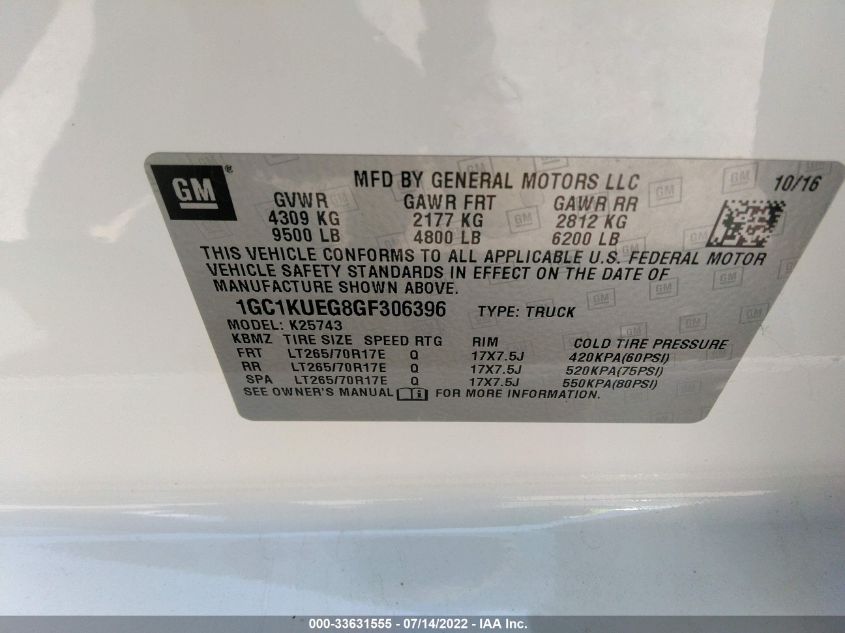 GM ® MFD BY GENERAL MOTORS LLC 10/16
GVWR GAWR FRT GAWR RR
4309 KG 2177 KG 2812 KG
9500 LB 4800 LB 6200 LB
THIS VEHICLE CONFORMS TO ALL APPLICABLE U.S. FEDERAL MOTOR
VEHICLE SAFETY STANDARDS IN EFFECT ON THE DATE OF
MANUFACTURE SHOWN ABOVE.
1GC1KUEG8GF306396 TYPE: TRUCK
MODEL: K25743
KBMZ TIRE SIZE SPEED RTG RIM COLD TIRE PRESSURE
FRT LT265/70R17E Q 17X7.5J 420KPA(60PSI)
RR LT265/70R17E Q 17X7.5J 520KPA(75PSI)
SPA LT265/70R17E Q 17X7.5J 550KPA(80PSI)
SEE OWNER'S MANUAL FOR MORE INFORMATION.
000-33631555 - 07/14/2022 - IAA Inc.